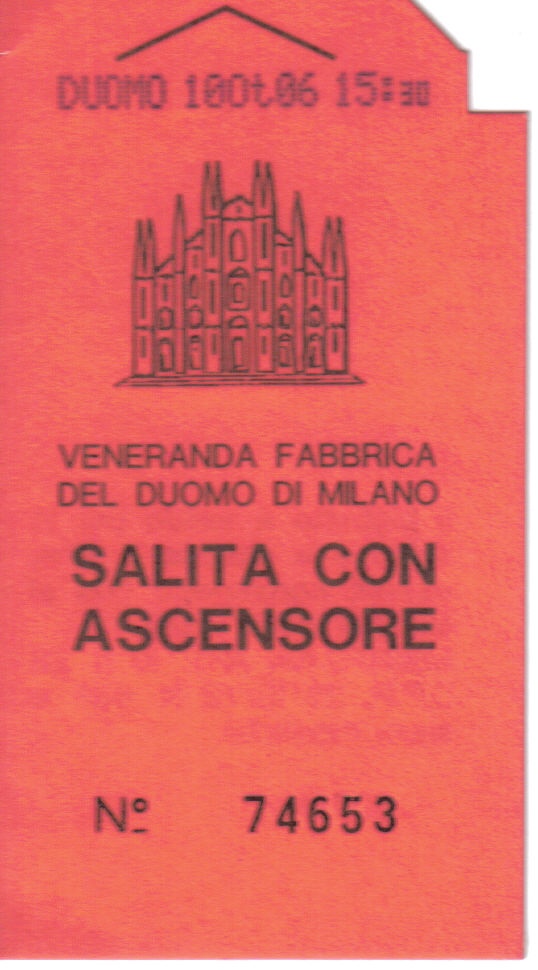 DUOMO 10Ot06 15:30
VENERANDA FABBRICA
DEL DUOMO DI MILANO
SALITA CON
ASCENSORE
Nº 74653